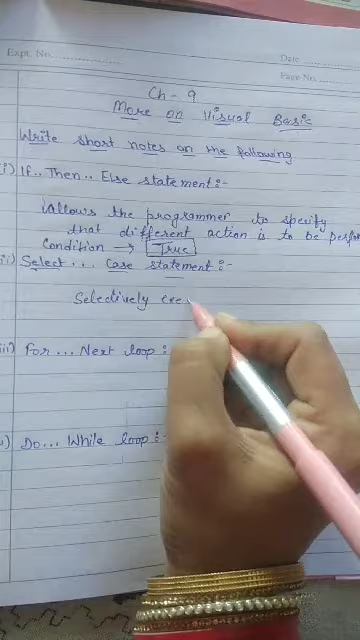 Expt. No.
Date
Page No.
Ch - 9
More on Visual Basic
Write short notes on the following
i) If.. Then.. Else statement :-
Allows the programmer to specify
that different action is to be perfor
Condition → True
ii) Select... Case statement :-
Selectively exe
iii) For... Next loop :
) Do... While loop :-